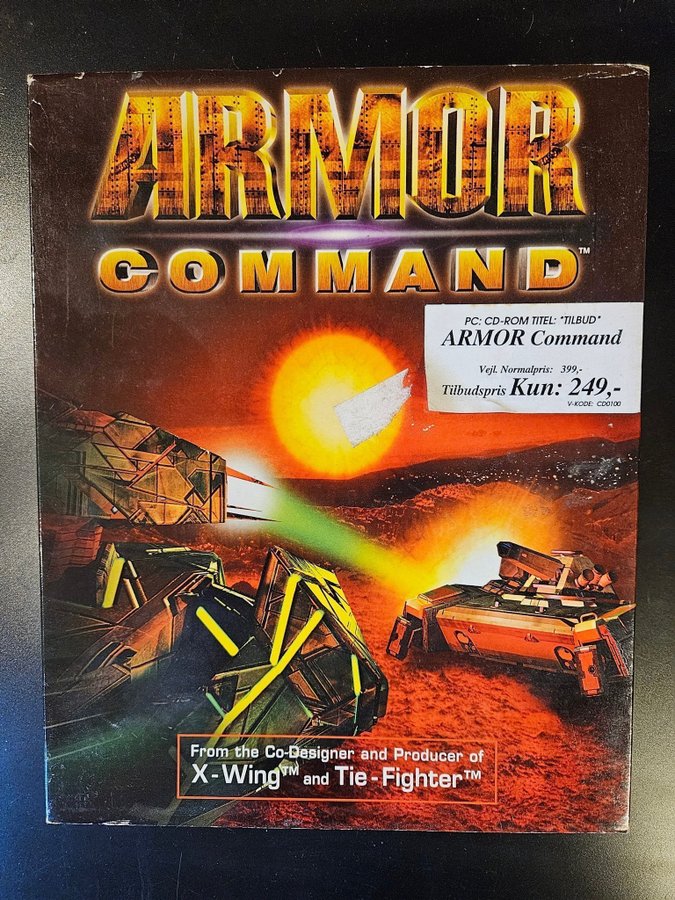 ARMOR
COMMAND™
PC: CD-ROM TITEL: "TILBUD"
ARMOR Command
Vejl. Normalpris: 399,-
Tilbudspris Kun: 249,-
V-KODE: CD0100
From the Co-Designer and Producer of
X-Wing™ and Tie-Fighter™